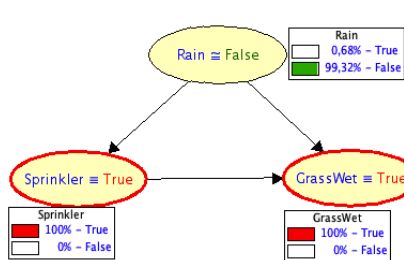 Rain ≅ False
Rain
0,68% - True
99,32% - False
Sprinkler ≡ True
GrassWet ≡ True
Sprinkler
100% - True
0% - False
GrassWet
100% - True
0% - False